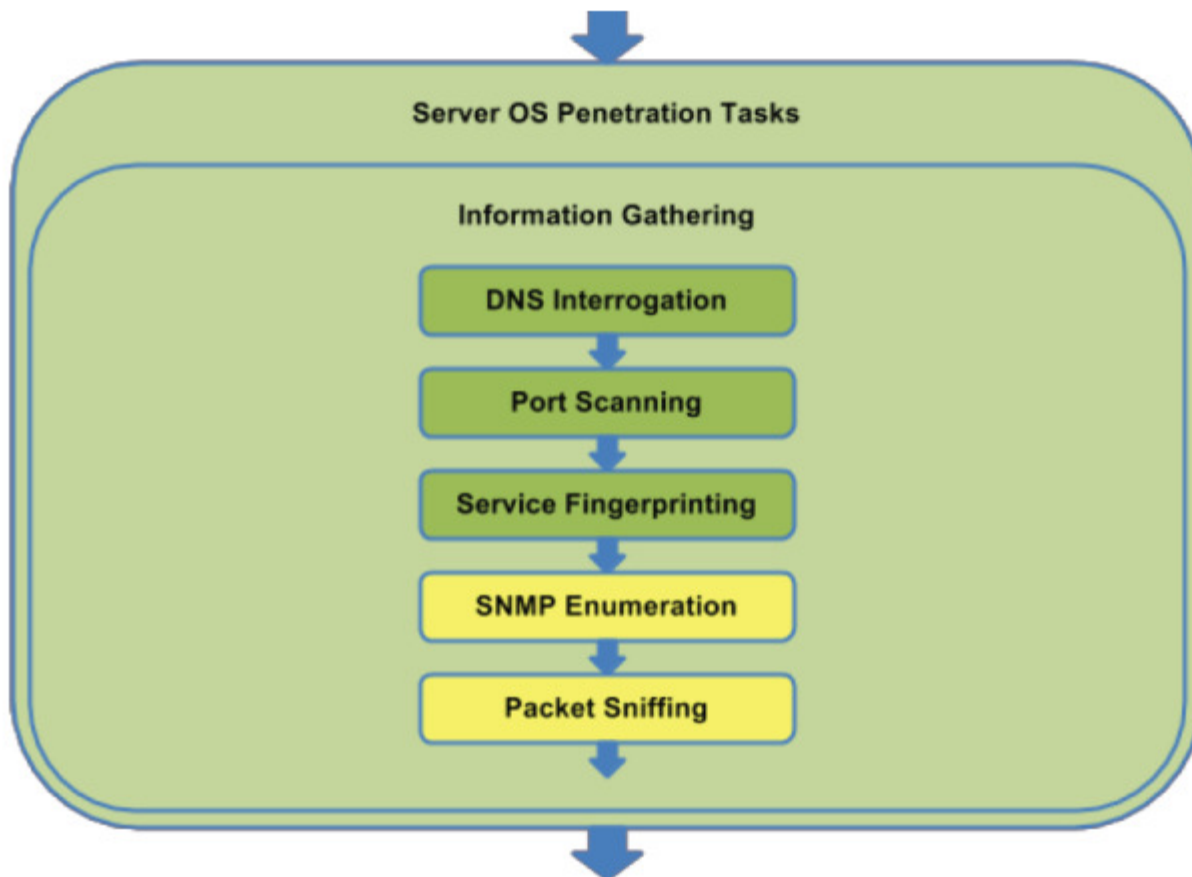 Server OS Penetration Tasks
Information Gathering
DNS Interrogation
Port Scanning
Service Fingerprinting
SNMP Enumeration
Packet Sniffing